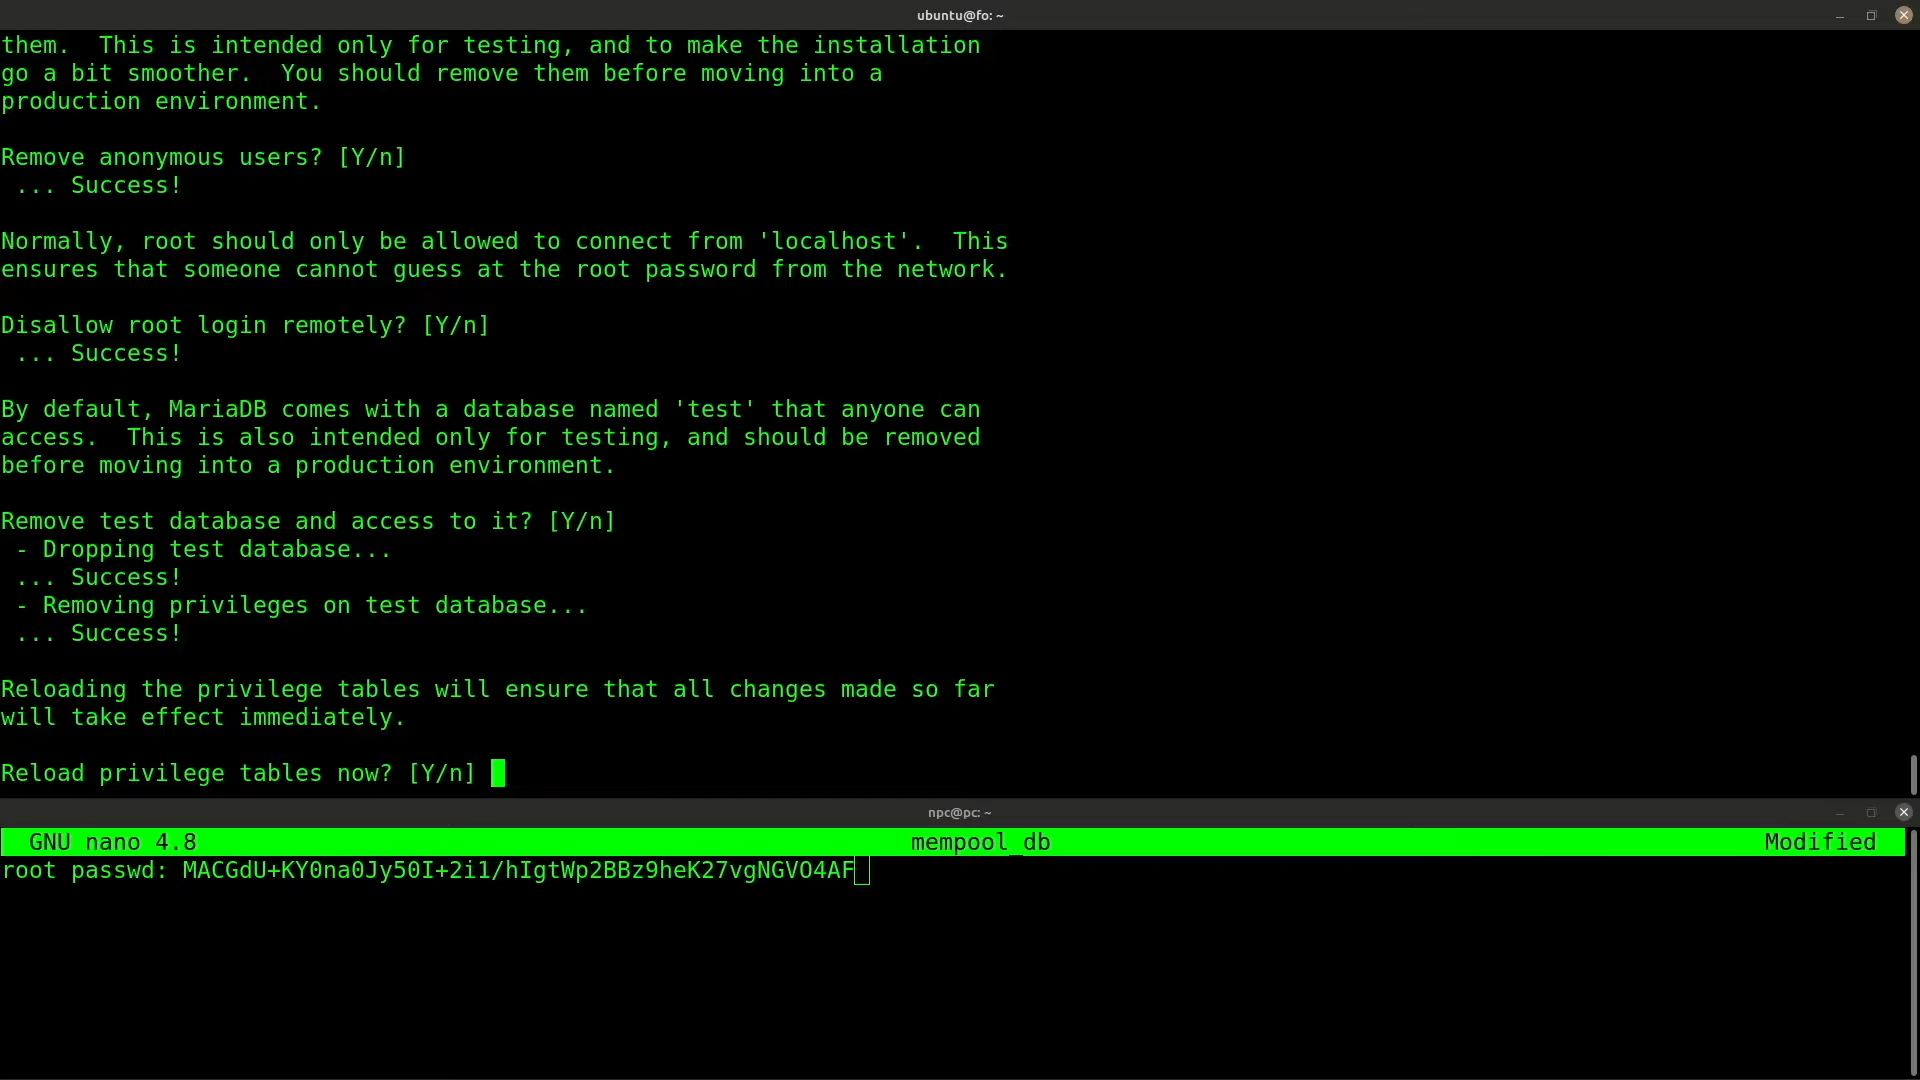 ubuntu@fo: ~
them.  This is intended only for testing, and to make the installation
go a bit smoother.  You should remove them before moving into a
production environment.
Remove anonymous users? [Y/n]
 ... Success!
Normally, root should only be allowed to connect from 'localhost'.  This
ensures that someone cannot guess at the root password from the network.
Disallow root login remotely? [Y/n]
 ... Success!
By default, MariaDB comes with a database named 'test' that anyone can
access.  This is also intended only for testing, and should be removed
before moving into a production environment.
Remove test database and access to it? [Y/n]
 - Dropping test database...
 ... Success!
 - Removing privileges on test database...
 ... Success!
Reloading the privilege tables will ensure that all changes made so far
will take effect immediately.
Reload privilege tables now? [Y/n]
npc@pc: ~
GNU nano 4.8 mempool_db Modified
root passwd: MACGdU+KY0na0Jy50I+2i1/hIgtWp2BBz9heK27vgNGVO4AF